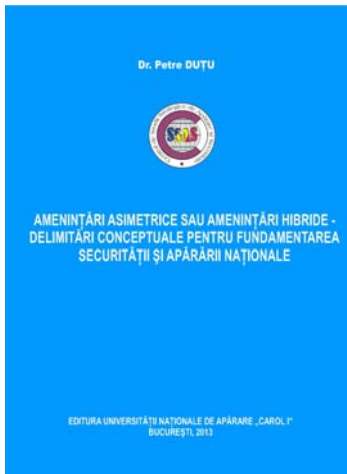 Dr. Petre DUȚU
AMENINȚĂRI ASIMETRICE SAU AMENINȚĂRI HIBRIDE -
DELIMITĂRI CONCEPTUALE PENTRU FUNDAMENTAREA
SECURITĂȚII ȘI APĂRĂRII NAȚIONALE
EDITURA UNIVERSITĂȚII NAȚIONALE DE APĂRARE „CAROL I”
BUCUREȘTI, 2013